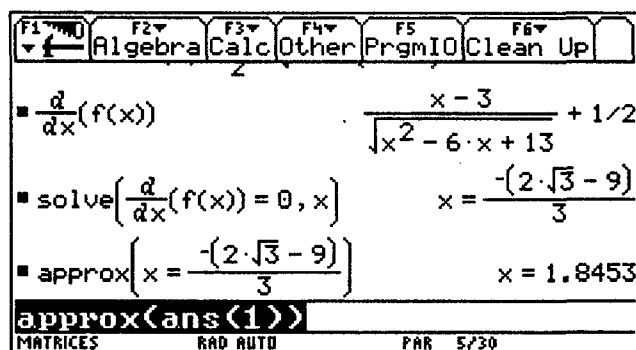 F1 F2 F3 F4 F5 F6
Algebra Calc Other PrgmIO Clean Up
2
▪ d/dx(f(x)) (x - 3)/√(x² - 6·x + 13) + 1/2
▪ solve(d/dx(f(x)) = 0, x) x = -(2·√3 - 9)/3
▪ approx(x = -(2·√3 - 9)/3) x = 1.8453
approx(ans(1))
MATRICES RAD AUTO PAR 5/30